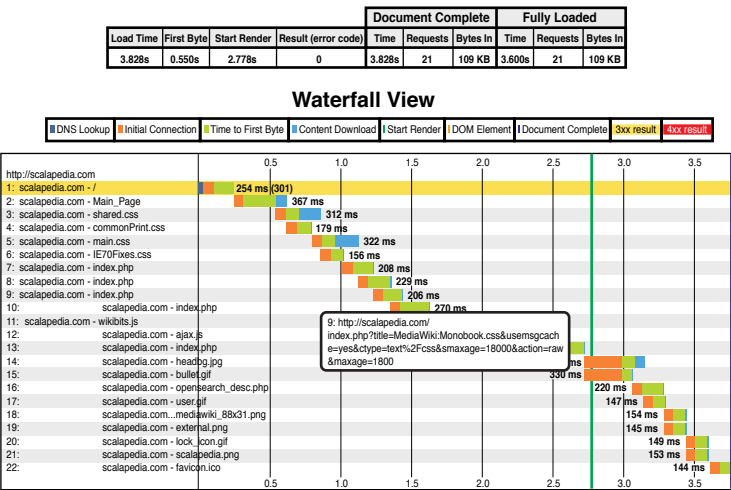 Document Complete Fully Loaded
Load Time First Byte Start Render Result (error code) Time Requests Bytes In Time Requests Bytes In
3.828s 0.550s 2.778s 0 3.828s 21 109 KB 3.600s 21 109 KB
Waterfall View
DNS Lookup Initial Connection Time to First Byte Content Download Start Render DOM Element Document Complete 3xx result 4xx result
0.5 1.0 1.5 2.0 2.5 3.0 3.5
http://scalapedia.com
1: scalapedia.com - / 254 ms (301)
2: scalapedia.com - Main_Page 367 ms
3: scalapedia.com - shared.css 312 ms
4: scalapedia.com - commonPrint.css 179 ms
5: scalapedia.com - main.css 322 ms
6: scalapedia.com - IE70Fixes.css 156 ms
7: scalapedia.com - index.php 208 ms
8: scalapedia.com - index.php 229 ms
9: scalapedia.com - index.php 206 ms
10: scalapedia.com - index.php 270 ms
11: scalapedia.com - wikibits.js
12: scalapedia.com - ajax.js
13: scalapedia.com - index.php
14: scalapedia.com - headbg.jpg ms
15: scalapedia.com - bullet.gif 330 ms
9: http://scalapedia.com/
index.php?title=MediaWiki:Monobook.css&usemsgcach
e=yes&ctype=text%2Fcss&smaxage=18000&action=raw
&maxage=1800
16: scalapedia.com - opensearch_desc.php 220 ms
17: scalapedia.com - user.gif 147 ms
18: scalapedia.com...mediawiki_88x31.png 154 ms
19: scalapedia.com - external.png 145 ms
20: scalapedia.com - lock_icon.gif 149 ms
21: scalapedia.com - scalapedia.png 153 ms
22: scalapedia.com - favicon.ico 144 ms
0.5 1.0 1.5 2.0 2.5 3.0 3.5